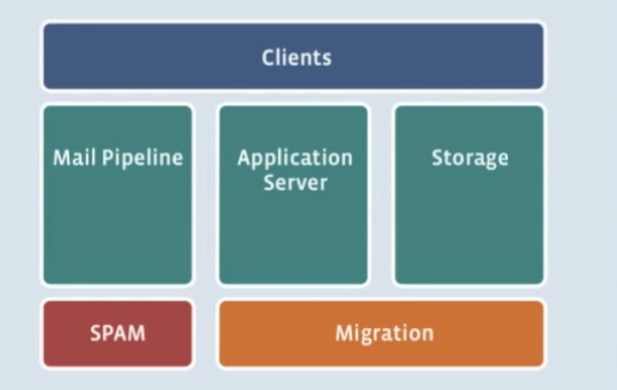 Clients
Mail Pipeline
Application
Server
Storage
SPAM
Migration